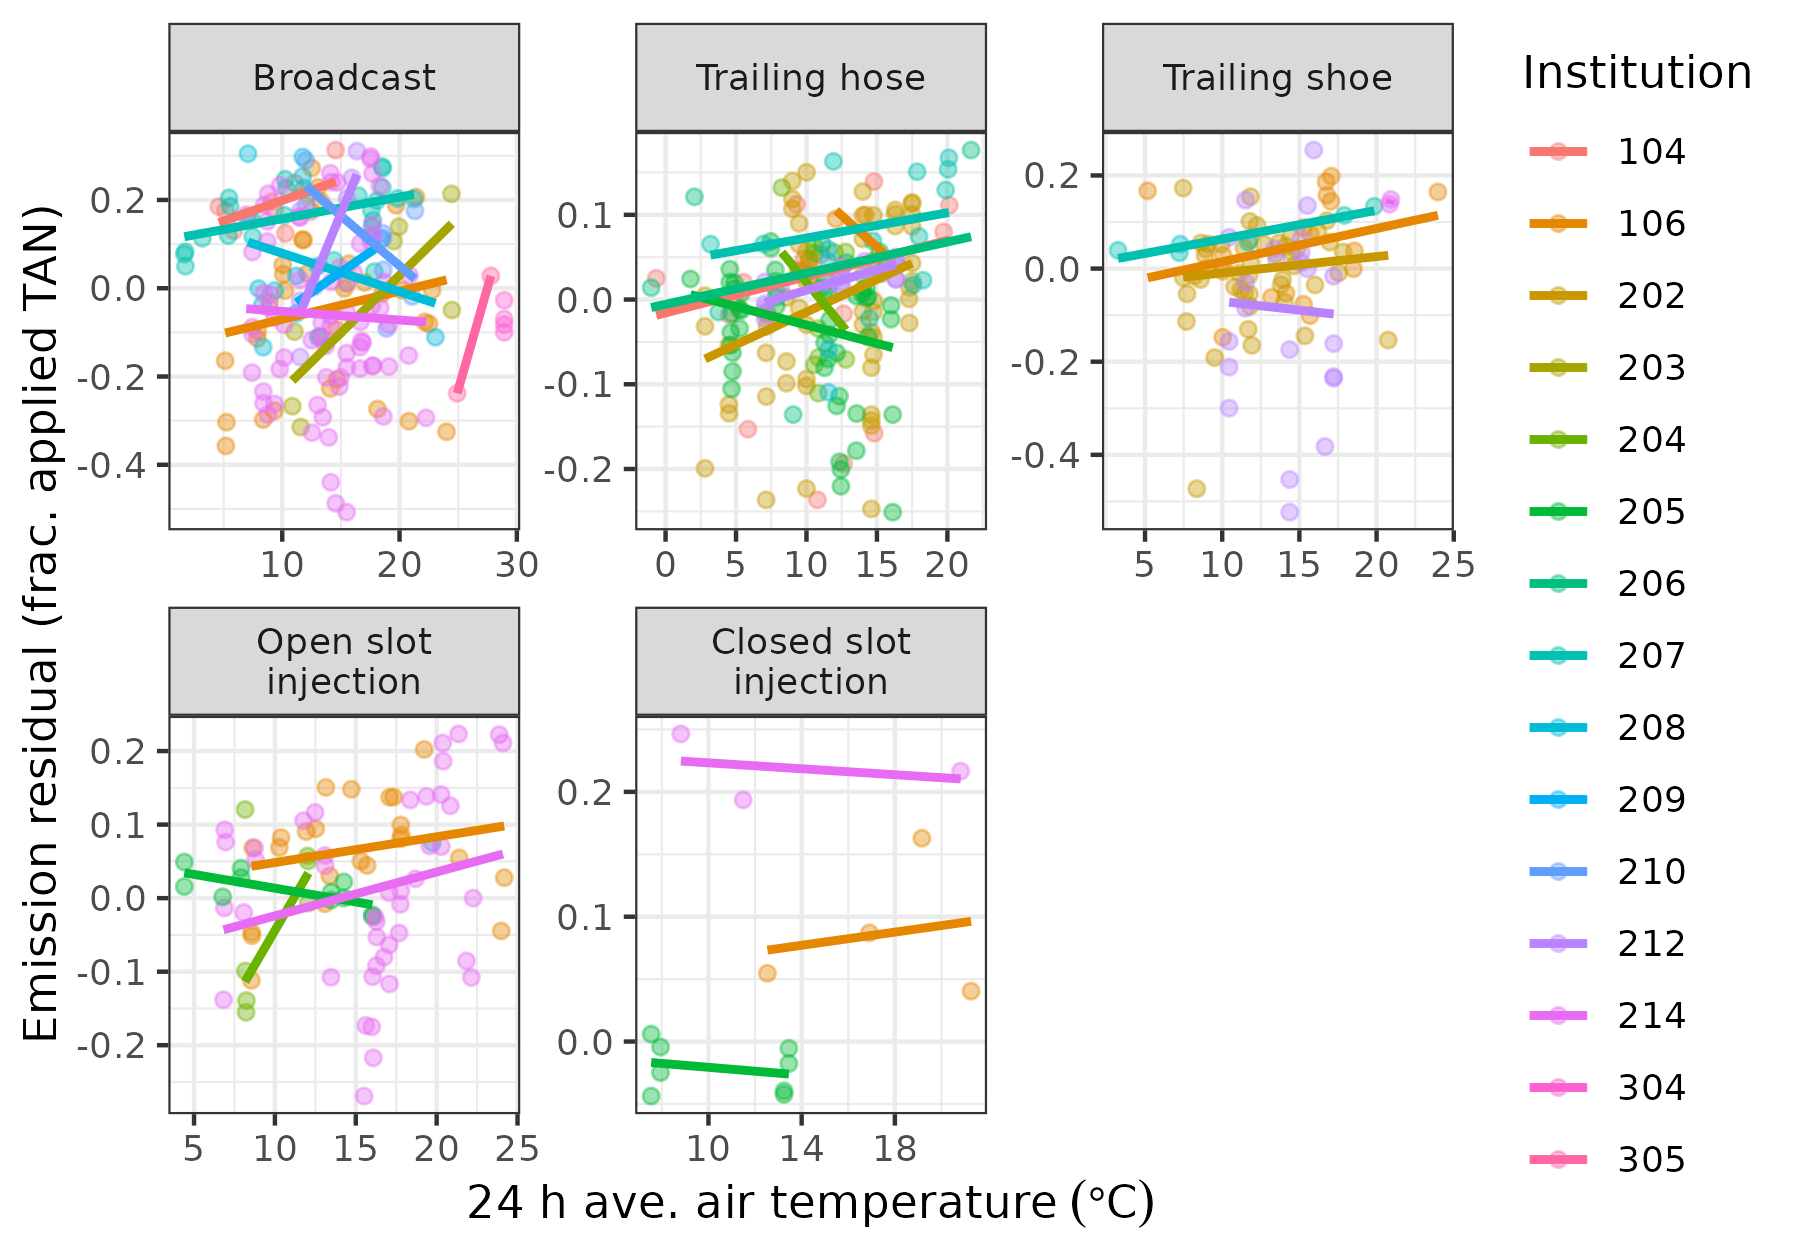 Broadcast
Trailing hose
Trailing shoe
0.2
0.0
-0.2
-0.4
10 20 30
0.1
0.0
-0.1
-0.2
0 5 10 15 20
0.2
0.0
-0.2
-0.4
5 10 15 20 25
Open slot
injection
Closed slot
injection
0.2
0.1
0.0
-0.1
-0.2
5 10 15 20 25
0.2
0.1
0.0
10 14 18
Emission residual (frac. applied TAN)
24 h ave. air temperature (°C)
Institution
104
106
202
203
204
205
206
207
208
209
210
212
214
304
305